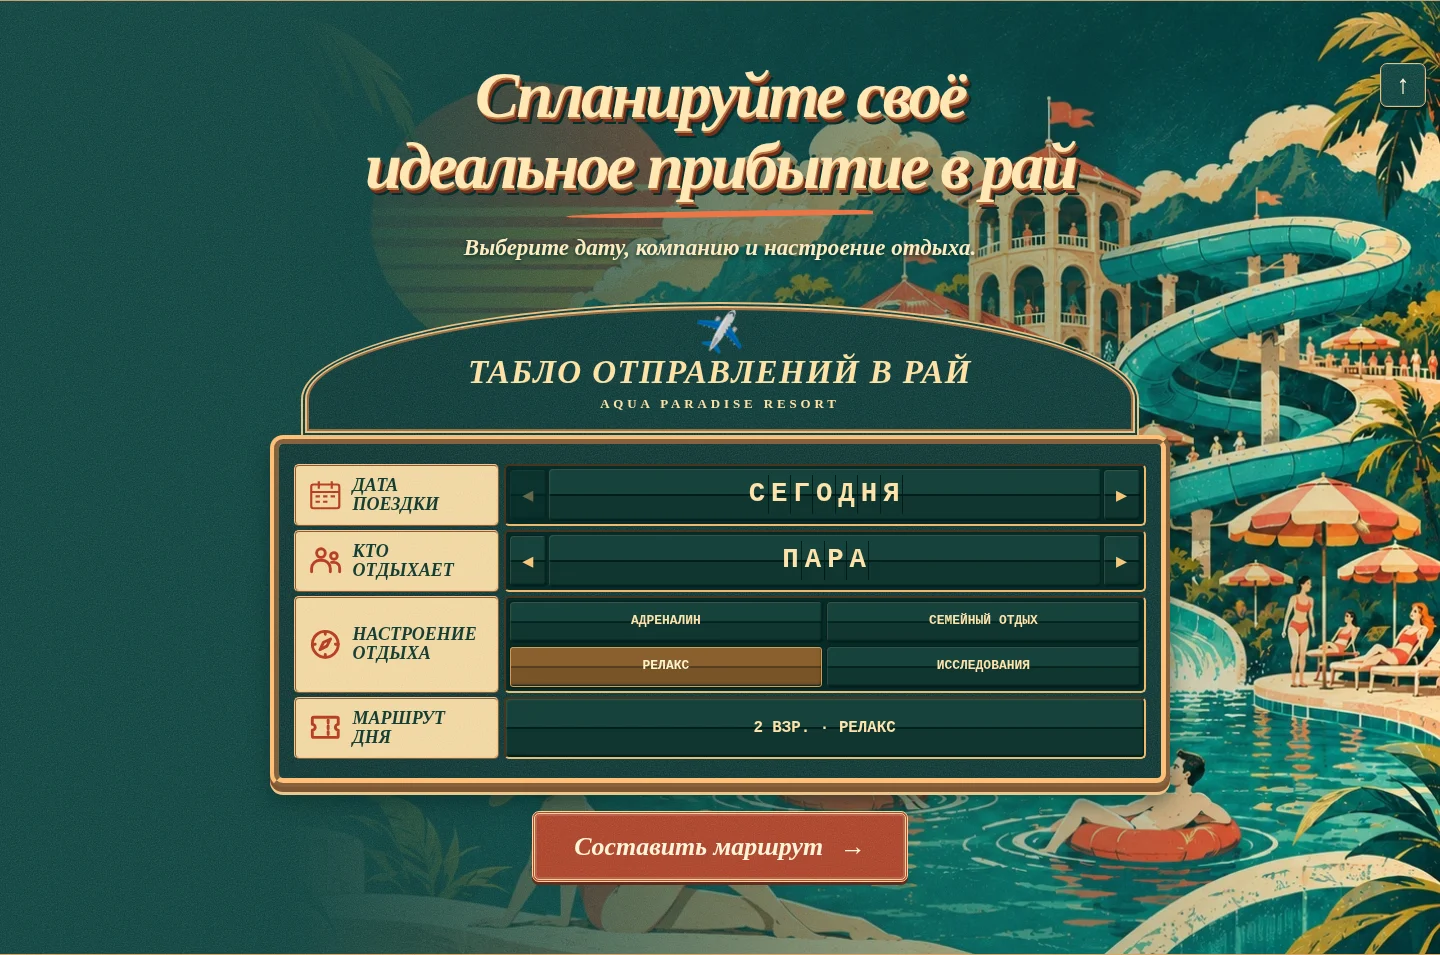 Спланируйте своё
идеальное прибытие в рай
Выберите дату, компанию и настроение отдыха.
ТАБЛО ОТПРАВЛЕНИЙ В РАЙ
AQUA PARADISE RESORT
ДАТА
ПОЕЗДКИ
СЕГОДНЯ
КТО
ОТДЫХАЕТ
ПАРА
НАСТРОЕНИЕ
ОТДЫХА
АДРЕНАЛИН
СЕМЕЙНЫЙ ОТДЫХ
РЕЛАКС
ИССЛЕДОВАНИЯ
МАРШРУТ
ДНЯ
2 ВЗР. · РЕЛАКС
Составить маршрут →